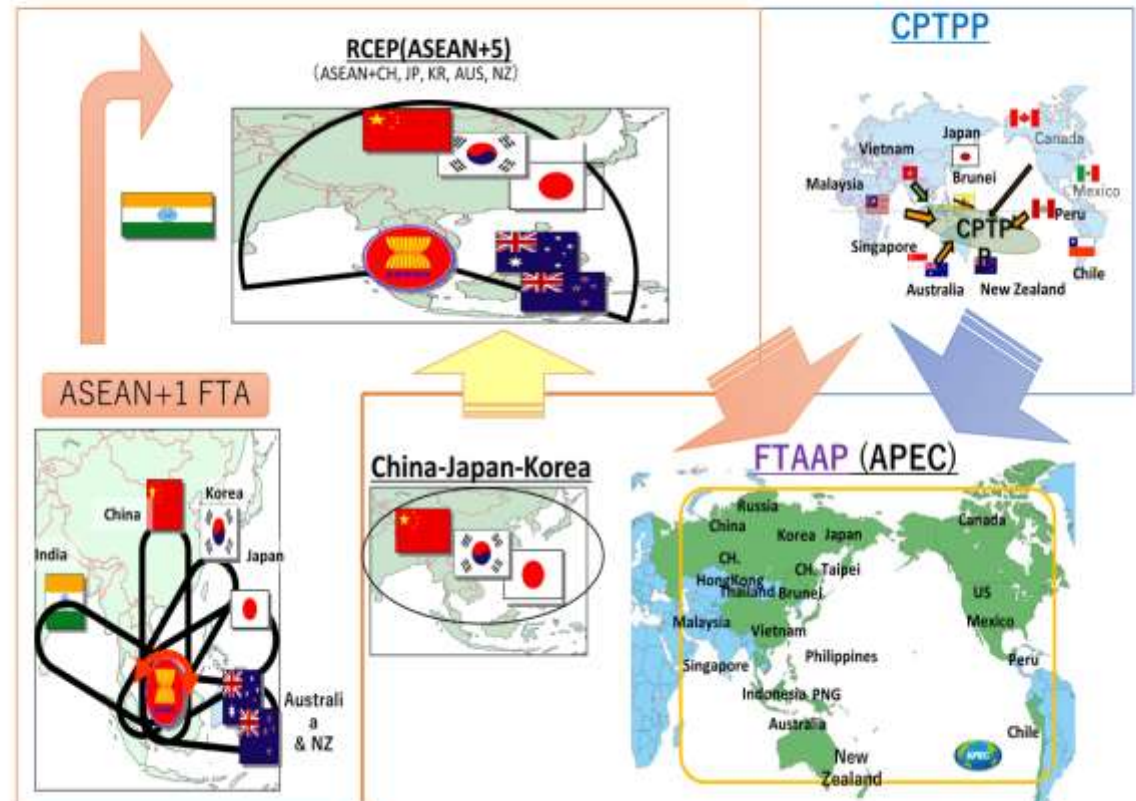 RCEP(ASEAN+5)
(ASEAN+CH, JP, KR, AUS, NZ)
CPTPP
Japan
Canada
Vietnam
Brunei
Malaysia
Mexico
Peru
CPTP
P
Singapore
Chile
Australia
New Zealand
ASEAN+1 FTA
Korea
China
India
Japan
Australi
a
& NZ
China-Japan-Korea
FTAAP (APEC)
Russia
China
Canada
Korea
Japan
CH.
HongKong
CH. Taipei
Thailand
Brunei
US
Malaysia
Mexico
Vietnam
Singapore
Philippines
Peru
Indonesia
PNG
Australia
Chile
New
Zealand
APEC